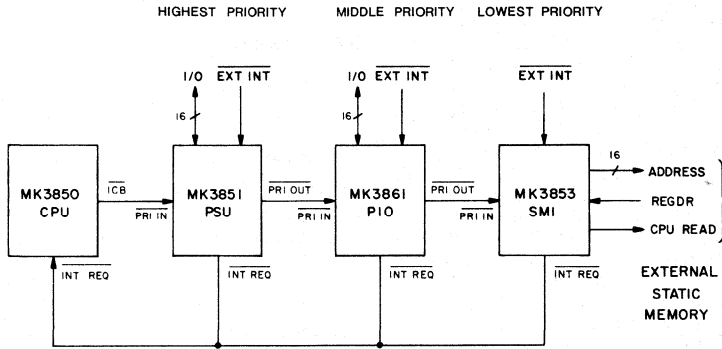 HIGHEST PRIORITY MIDDLE PRIORITY LOWEST PRIORITY
I/O EXT INT I/O EXT INT EXT INT
16 16 16
MK3850
CPU
ICB
PRI IN
MK3851
PSU
PRI OUT
PRI IN
MK3861
PIO
PRI OUT
PRI IN
MK3853
SMI
ADDRESS
REGDR
CPU READ
INT REQ INT REQ INT REQ INT REQ
EXTERNAL
STATIC
MEMORY